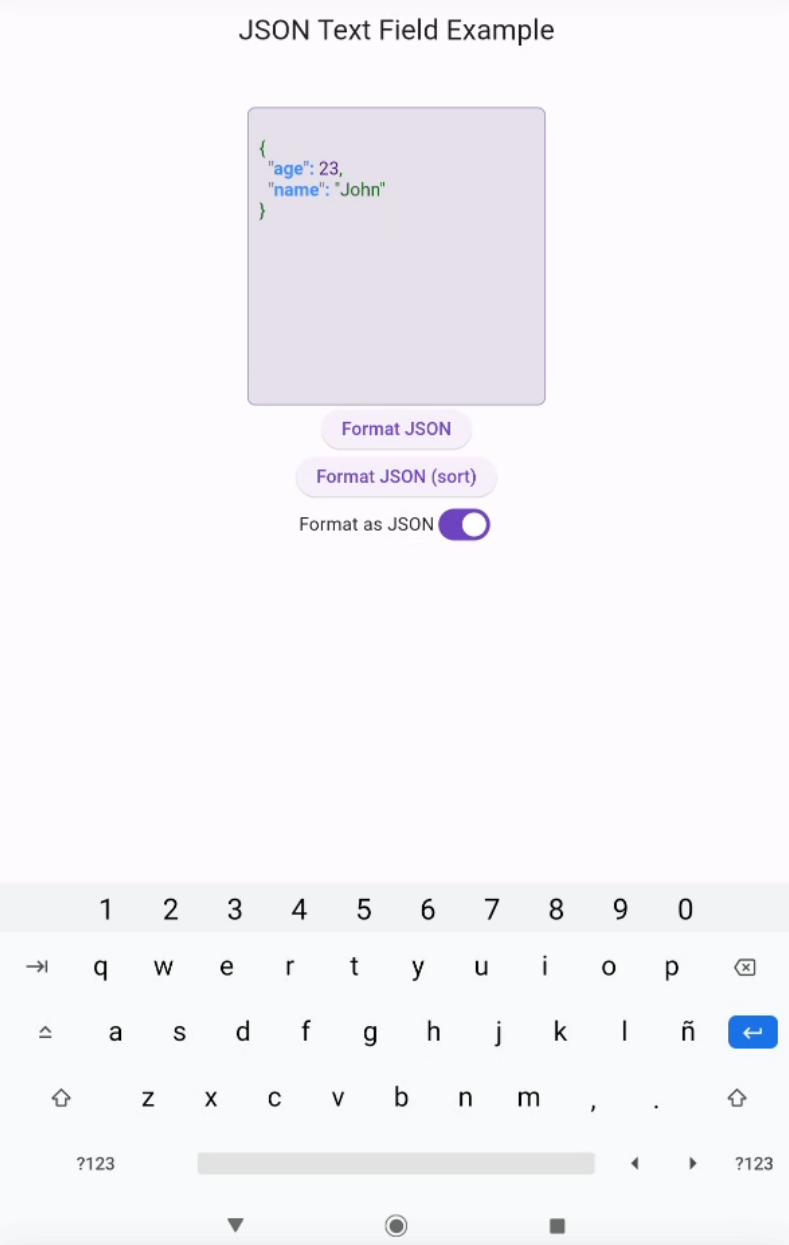 JSON Text Field Example
{
"age": 23,
"name": "John"
}
Format JSON
Format JSON (sort)
Format as JSON
1 2 3 4 5 6 7 8 9 0
q w e r t y u i o p
a s d f g h j k l ñ
z x c v b n m , .
?123 ?123